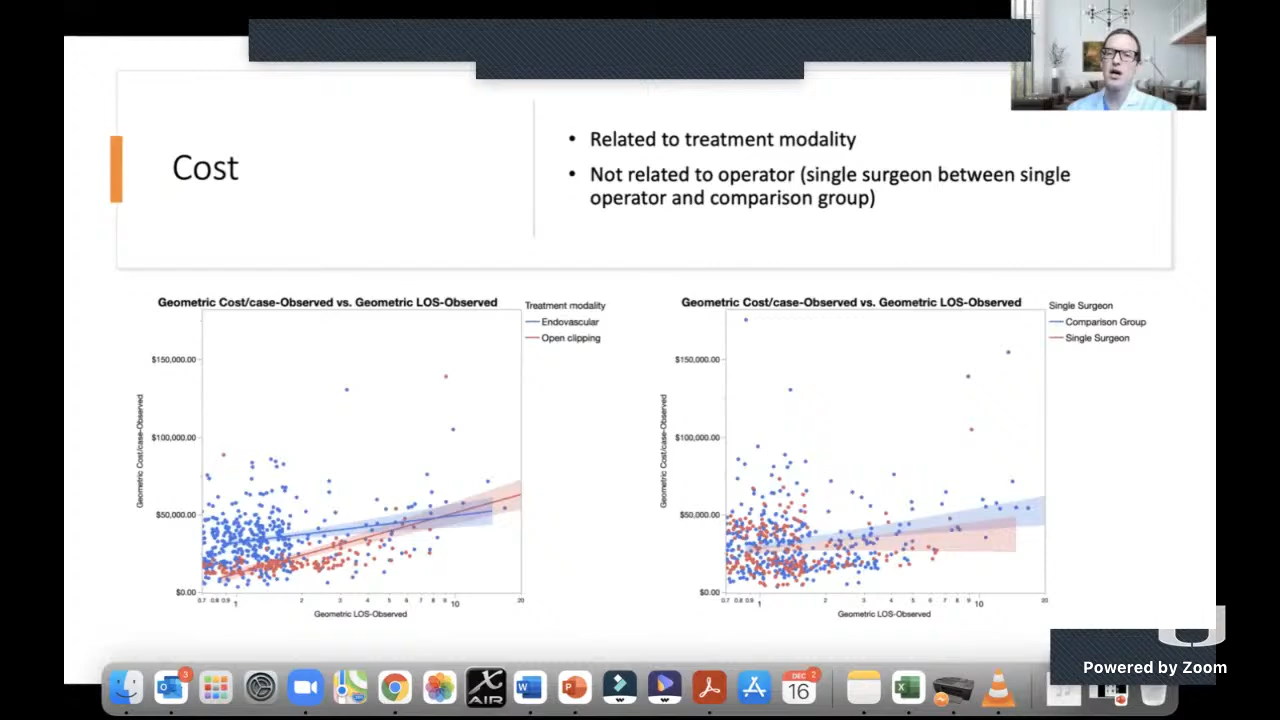 Cost
• Related to treatment modality
• Not related to operator (single surgeon between single
operator and comparison group)
Geometric Cost/case-Observed vs. Geometric LOS-Observed
Treatment modality
Endovascular
Open clipping
Geometric Cost/case-Observed
$150,000.00
$100,000.00
$50,000.00
$0.00
0.7 0.8 0.9 1 2 3 4 5 6 7 8 9 10 20
Geometric LOS-Observed
Geometric Cost/case-Observed vs. Geometric LOS-Observed
Single Surgeon
Comparison Group
Single Surgeon
Geometric Cost/case-Observed
$150,000.00
$100,000.00
$50,000.00
$0.00
0.7 0.8 0.9 1 2 3 4 5 6 7 8 9 10 20
Geometric LOS-Observed
3
X
AIR
W
P
DEC
16
2
X
Powered by Zoom